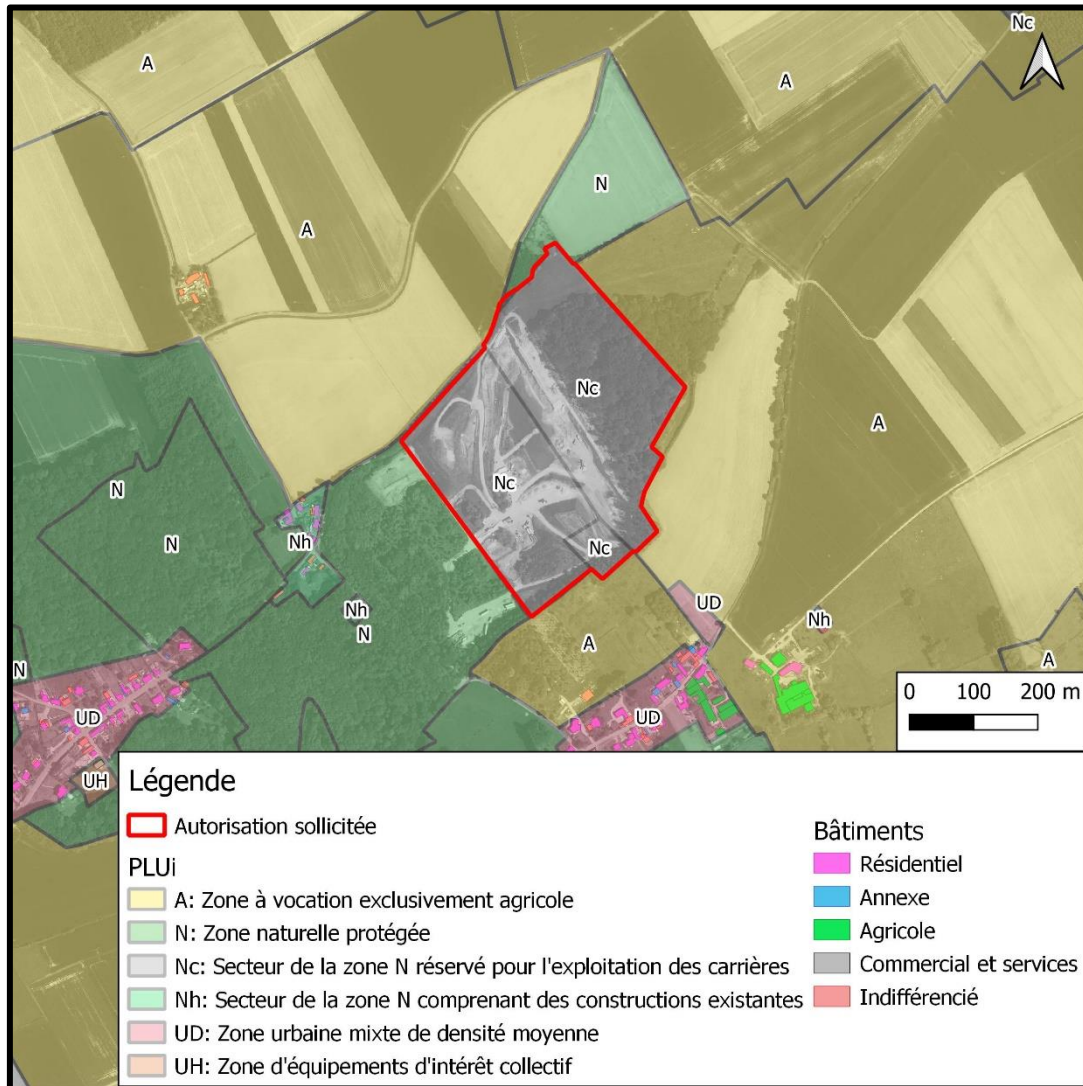 Nc
A
A
N
A
Nc
A
N
Nc
N
Nh
Nc
Nh
N
UD
Nh
A
A
N
UD
UD
UH
0 100 200 m
Légende
Autorisation sollicitée
PLUi
A: Zone à vocation exclusivement agricole
N: Zone naturelle protégée
Nc: Secteur de la zone N réservé pour l'exploitation des carrières
Nh: Secteur de la zone N comprenant des constructions existantes
UD: Zone urbaine mixte de densité moyenne
UH: Zone d'équipements d'intérêt collectif
Bâtiments
Résidentiel
Annexe
Agricole
Commercial et services
Indifférencié